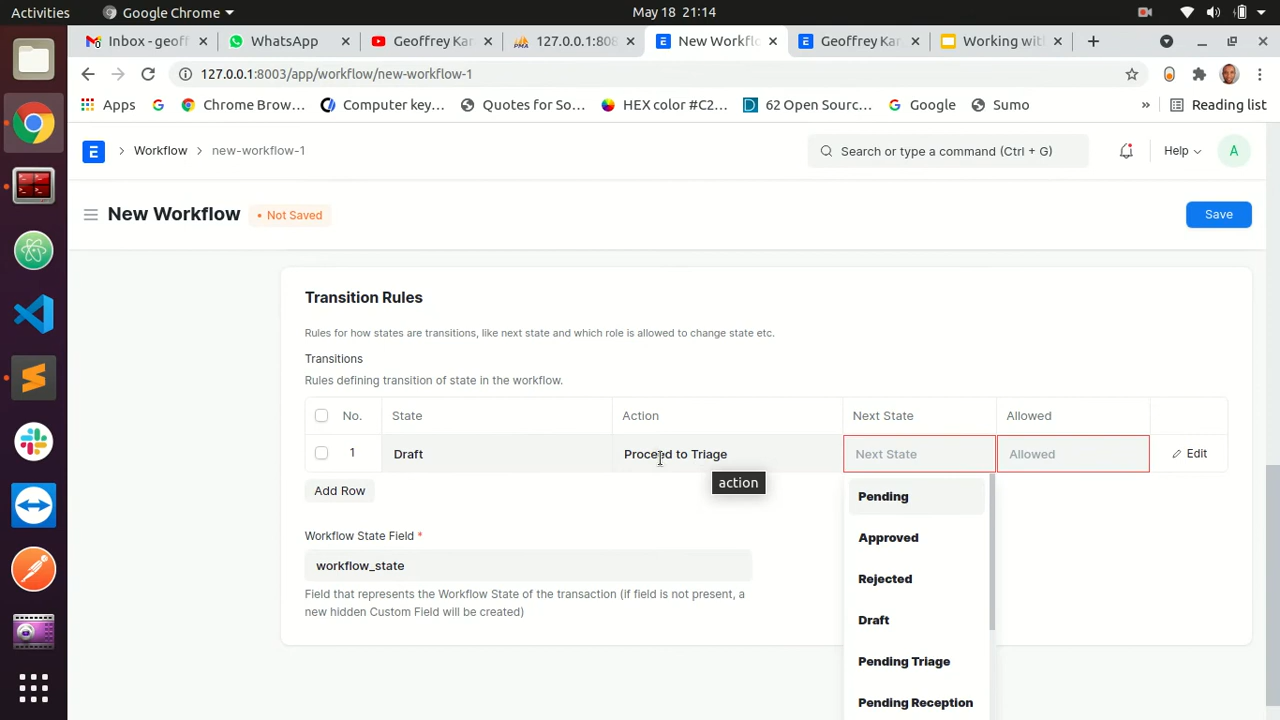 Activities
Google Chrome
May 18 21:14
Inbox - geoff
WhatsApp
Geoffrey Kar
127.0.0.1:808
New Workflo
Geoffrey Kar
Working wit
127.0.0.1:8003/app/workflow/new-workflow-1
Apps
Chrome Brow...
Computer key...
Quotes for So...
HEX color #C2...
62 Open Sourc...
Google
Sumo
»
Reading list
E
Workflow
new-workflow-1
Search or type a command (Ctrl + G)
Help
A
New Workflow
• Not Saved
Save
Transition Rules
Rules for how states are transitions, like next state and which role is allowed to change state etc.
Transitions
Rules defining transition of state in the workflow.
No.
State
Action
Next State
Allowed
1
Draft
Proceed to Triage
Next State
Allowed
Edit
action
Add Row
Pending
Approved
Rejected
Draft
Pending Triage
Pending Reception
Workflow State Field *
workflow_state
Field that represents the Workflow State of the transaction (if field is not present, a
new hidden Custom Field will be created)